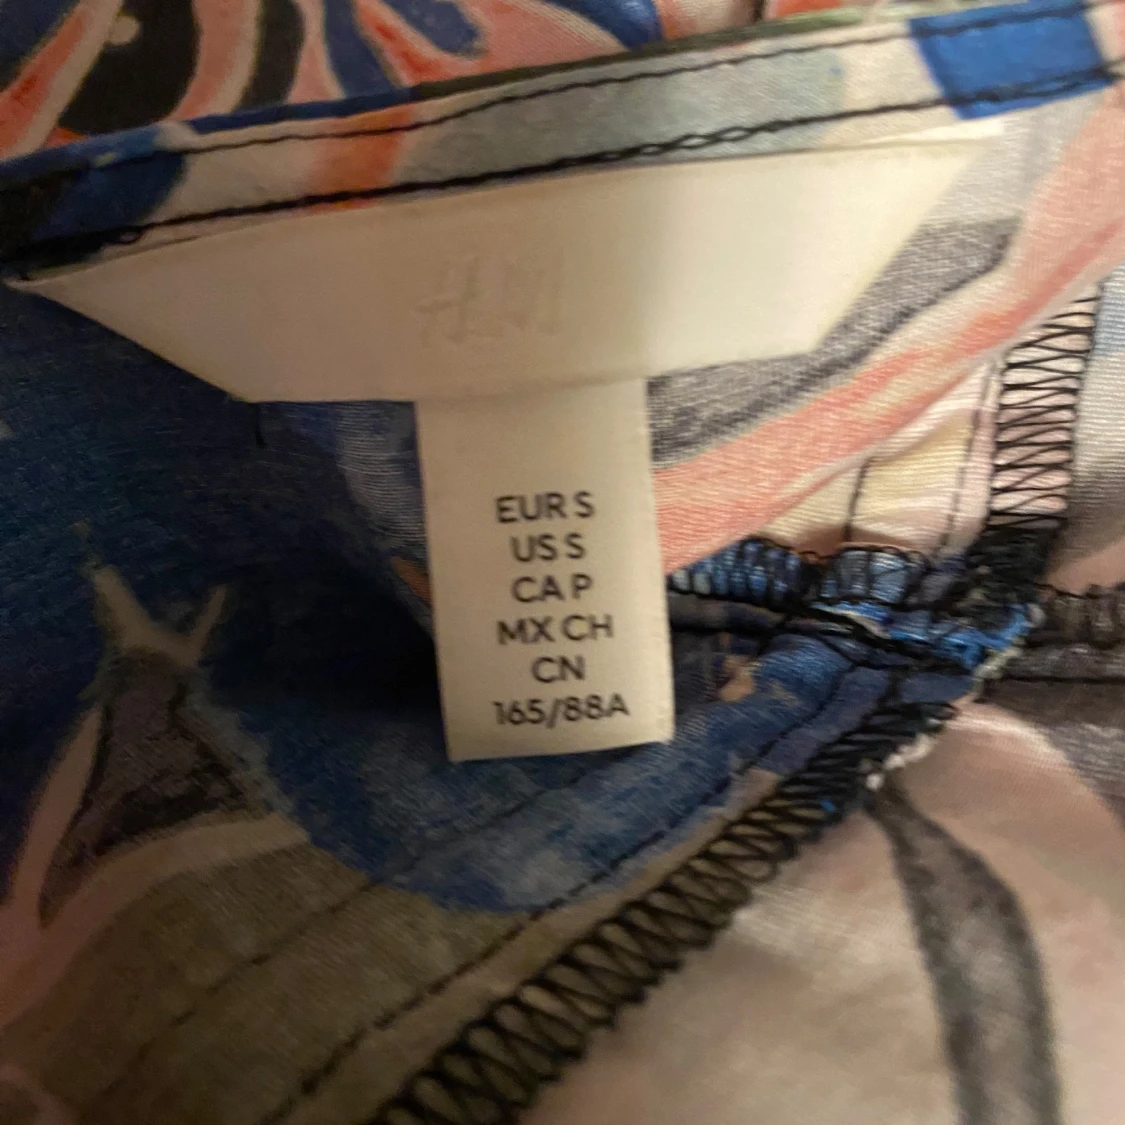 H&M
EUR S
US S
CA P
MX CH
CN
165/88A